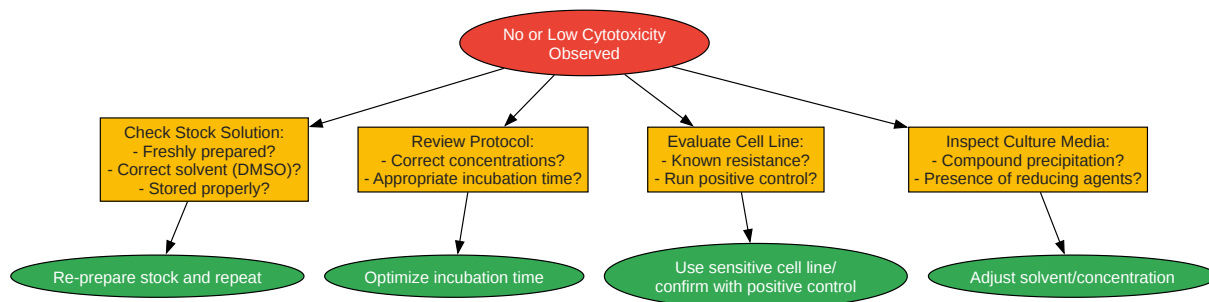 No or Low Cytotoxicity
Observed
Check Stock Solution:
- Freshly prepared?
- Correct solvent (DMSO)?
- Stored properly?
Review Protocol:
- Correct concentrations?
- Appropriate incubation time?
Evaluate Cell Line:
- Known resistance?
- Run positive control?
Inspect Culture Media:
- Compound precipitation?
- Presence of reducing agents?
Re-prepare stock and repeat
Optimize incubation time
Use sensitive cell line/
confirm with positive control
Adjust solvent/concentration